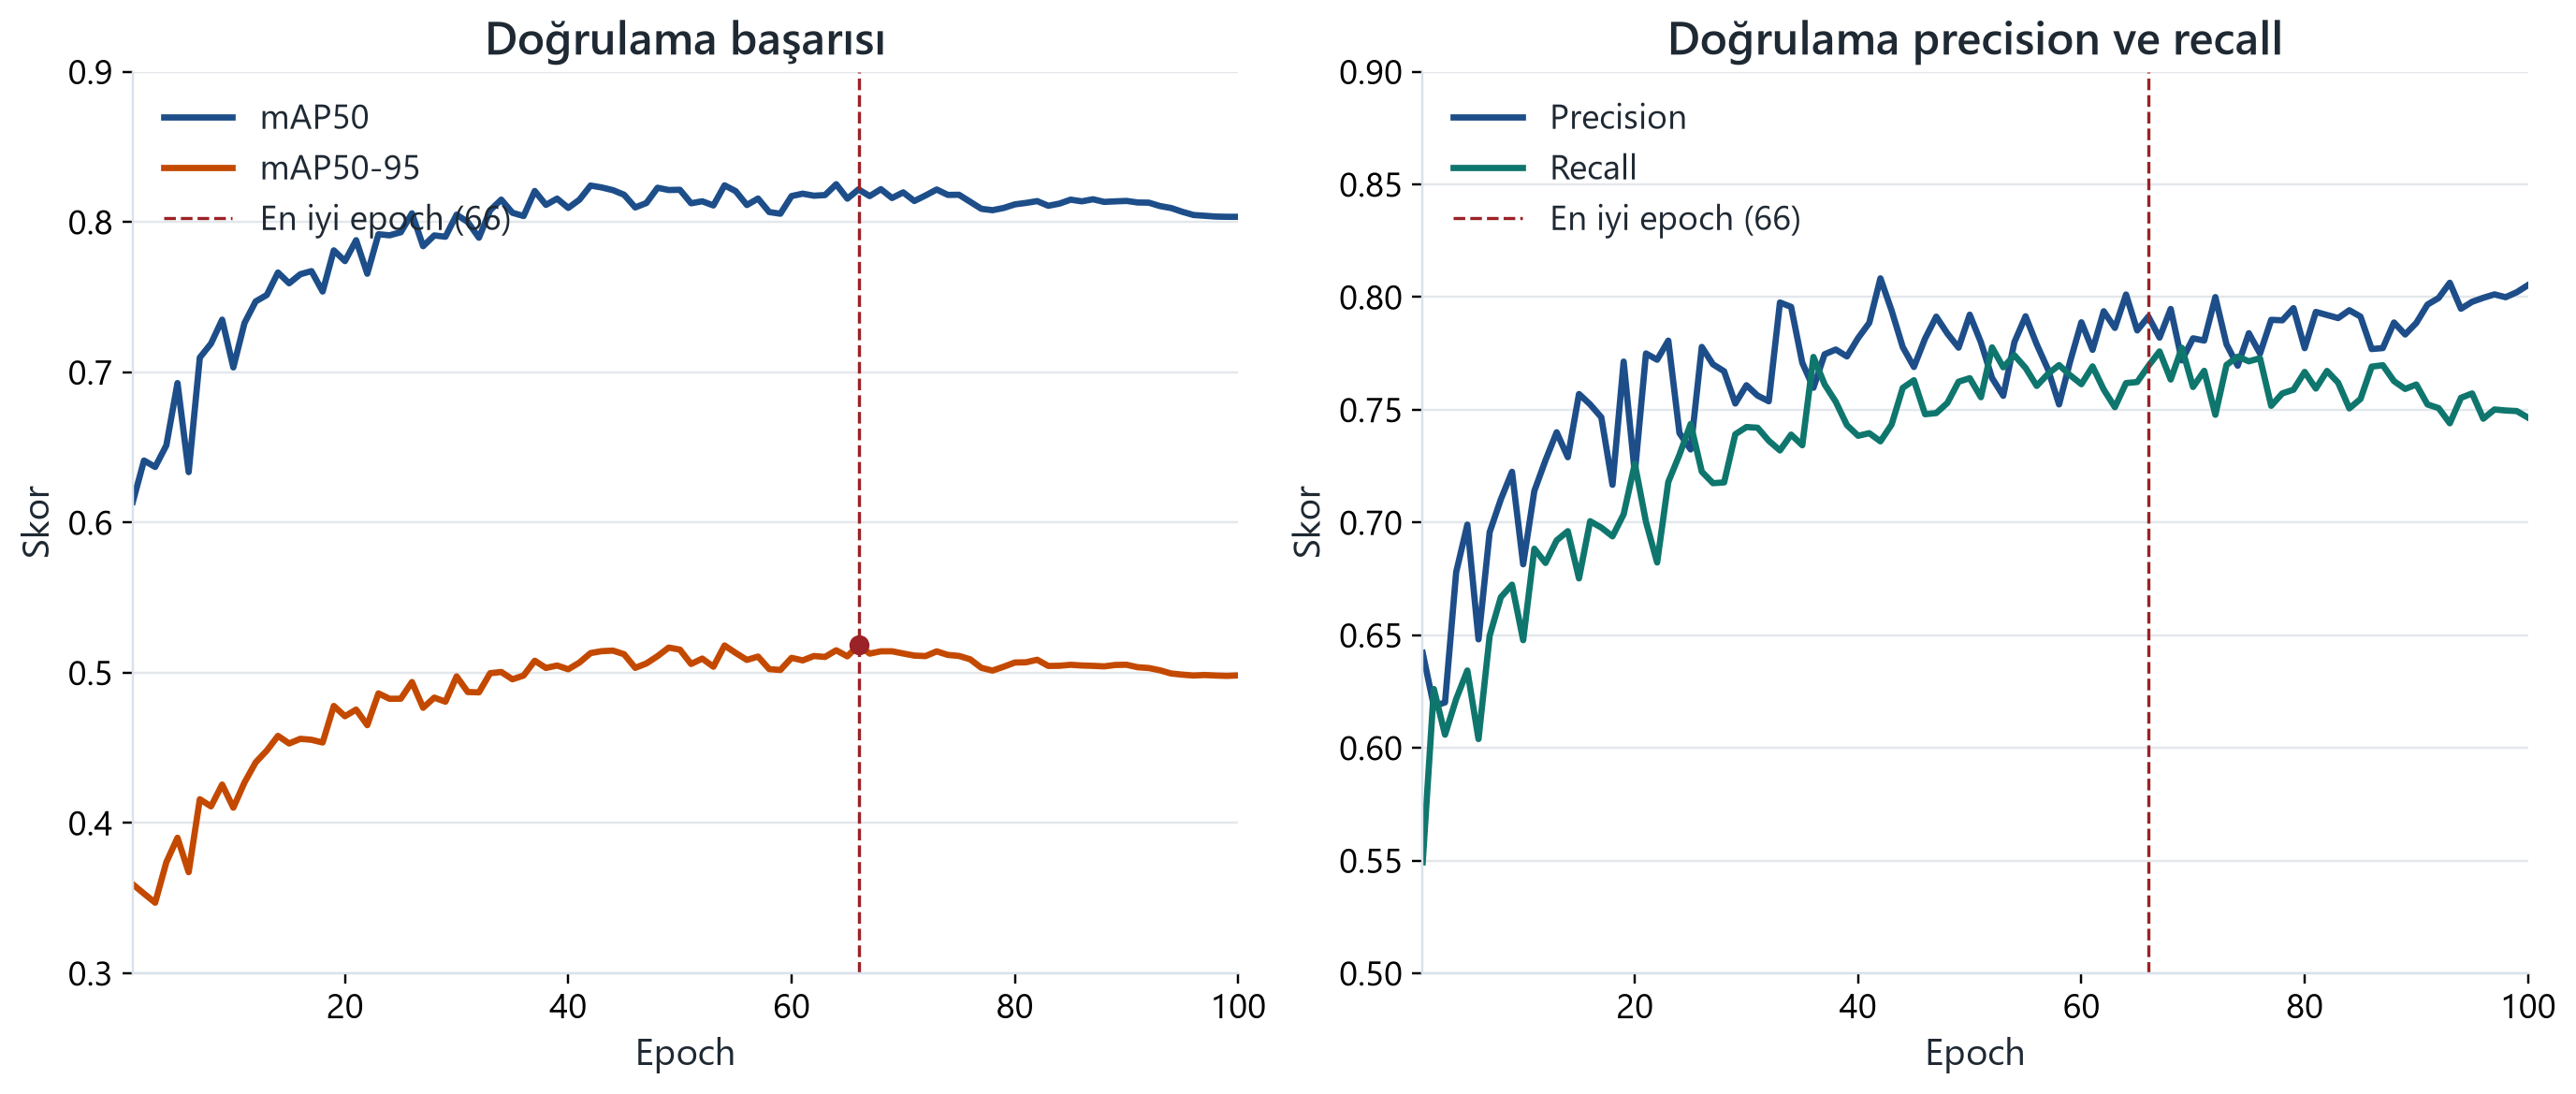 Doğrulama başarısı
0.9
0.8
0.7
0.6
0.5
0.4
0.3
Skor
mAP50
mAP50-95
En iyi epoch (66)
20 40 60 80 100
Epoch
Doğrulama precision ve recall
0.90
0.85
0.80
0.75
0.70
0.65
0.60
0.55
0.50
Skor
Precision
Recall
En iyi epoch (66)
20 40 60 80 100
Epoch